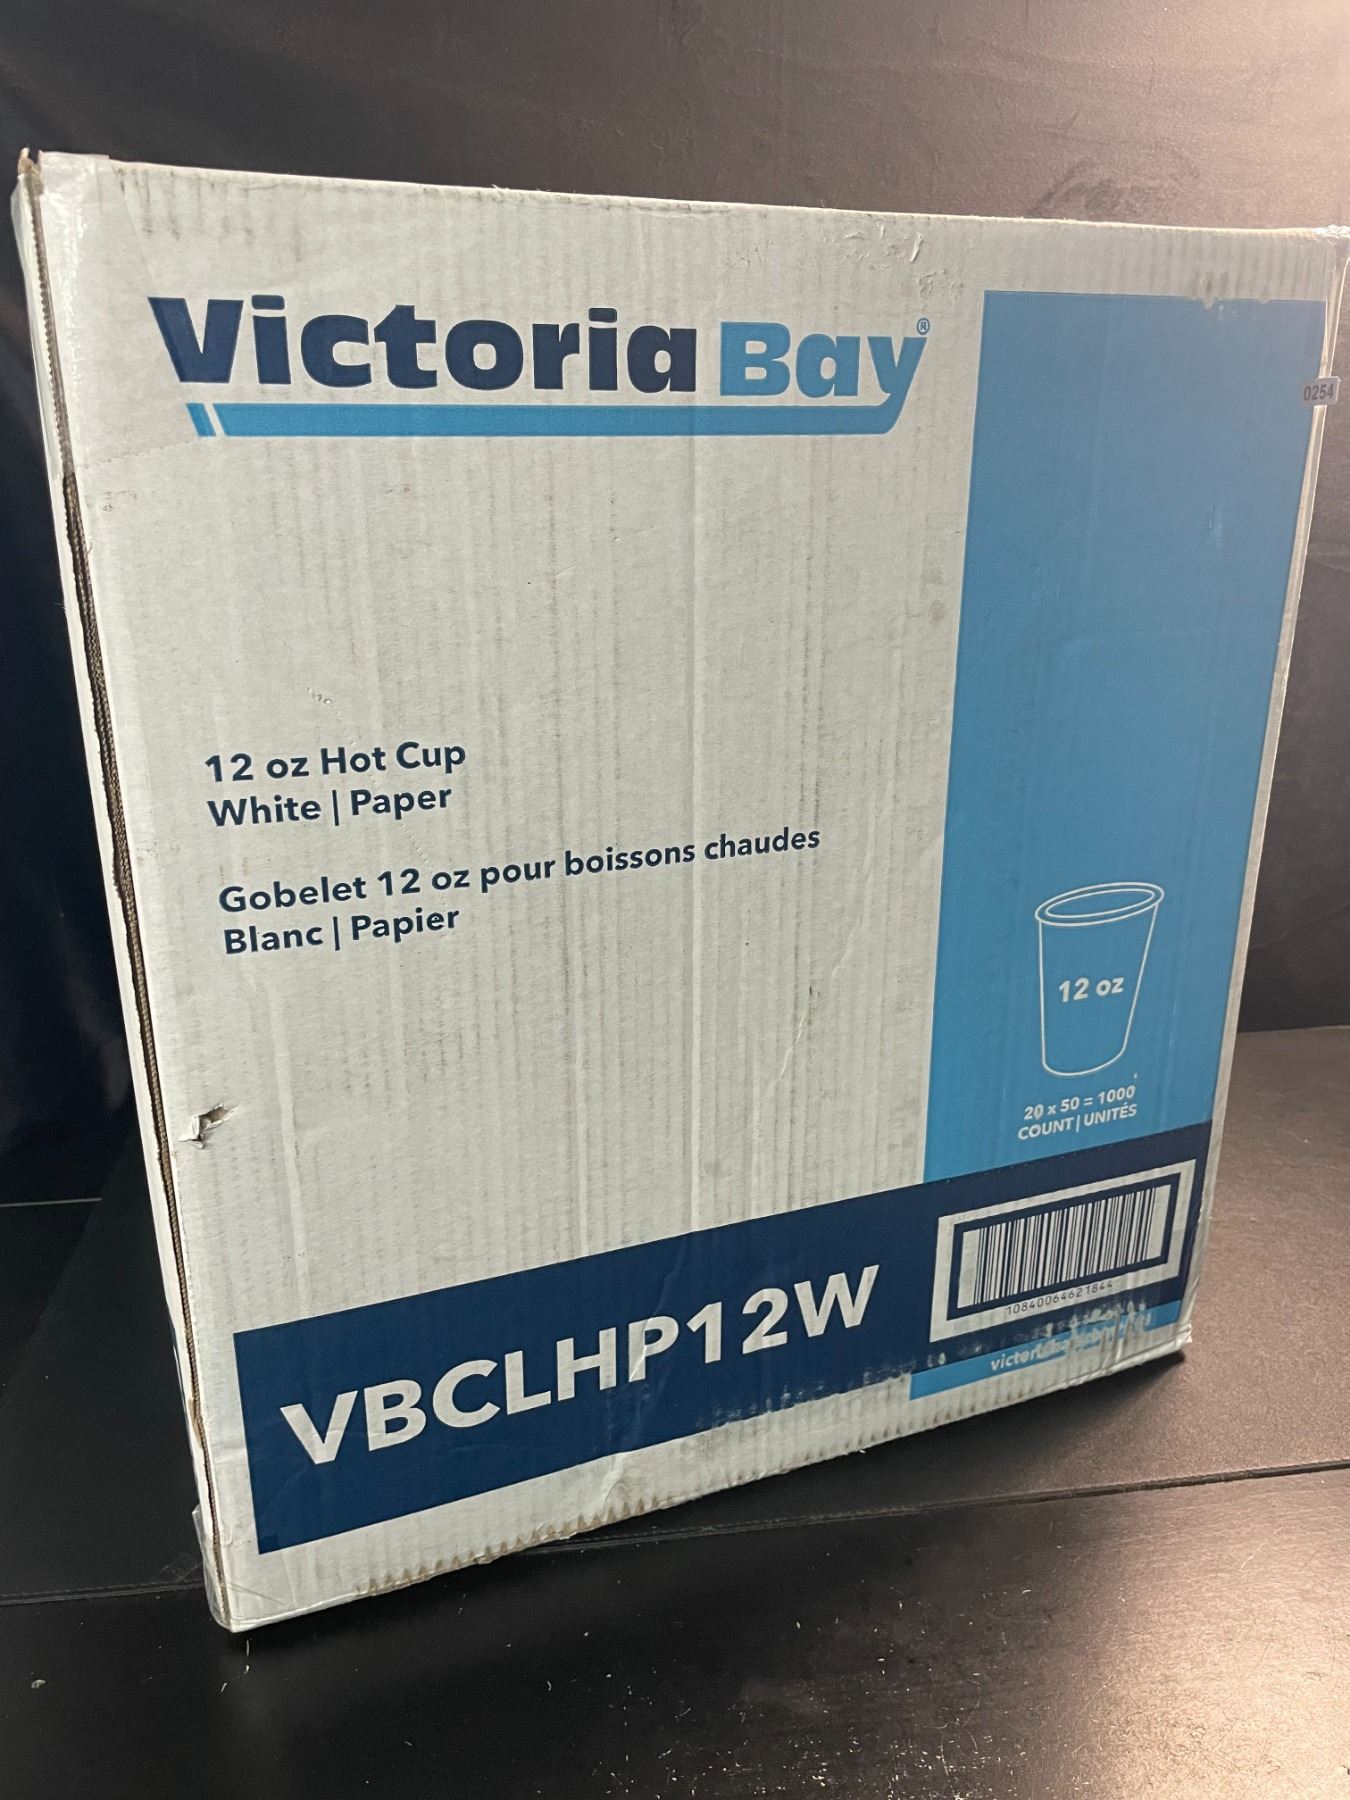 Victoria Bay®
0254
12 oz Hot Cup
White | Paper
Gobelet 12 oz pour boissons chaudes
Blanc | Papier
12 oz
20 x 50 = 1000
COUNT | UNITÉS
VBCLHP12W
10840064621844